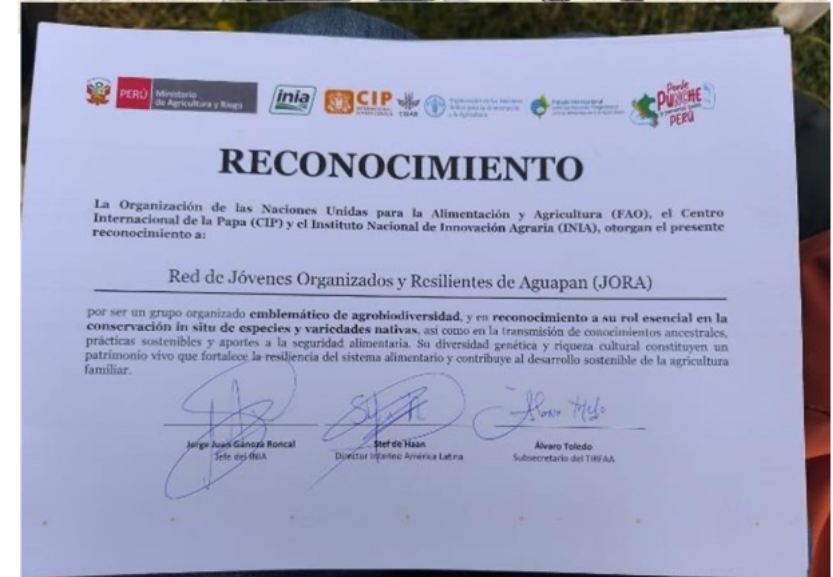 PERÚ Ministerio de Agricultura y Riego
inia
CIP
CGIAR
Ponle PUNCHE PERÚ
RECONOCIMIENTO
La Organización de las Naciones Unidas para la Alimentación y Agricultura (FAO), el Centro
Internacional de la Papa (CIP) y el Instituto Nacional de Innovación Agraria (INIA), otorgan el presente
reconocimiento a:
Red de Jóvenes Organizados y Resilientes de Aguapan (JORA)
por ser un grupo organizado emblemático de agrobiodiversidad, y en reconocimiento a su rol esencial en la
conservación in situ de especies y variedades nativas, así como en la transmisión de conocimientos ancestrales,
prácticas sostenibles y aportes a la seguridad alimentaria. Su diversidad genética y riqueza cultural constituyen un
patrimonio vivo que fortalece la resiliencia del sistema alimentario y contribuye al desarrollo sostenible de la agricultura
familiar.
Jorge Juan Ganoza Roncal
Jefe del INIA
Stef de Haan
Director Interino América Latina
Álvaro Toledo
Subsecretario del TIRFAA